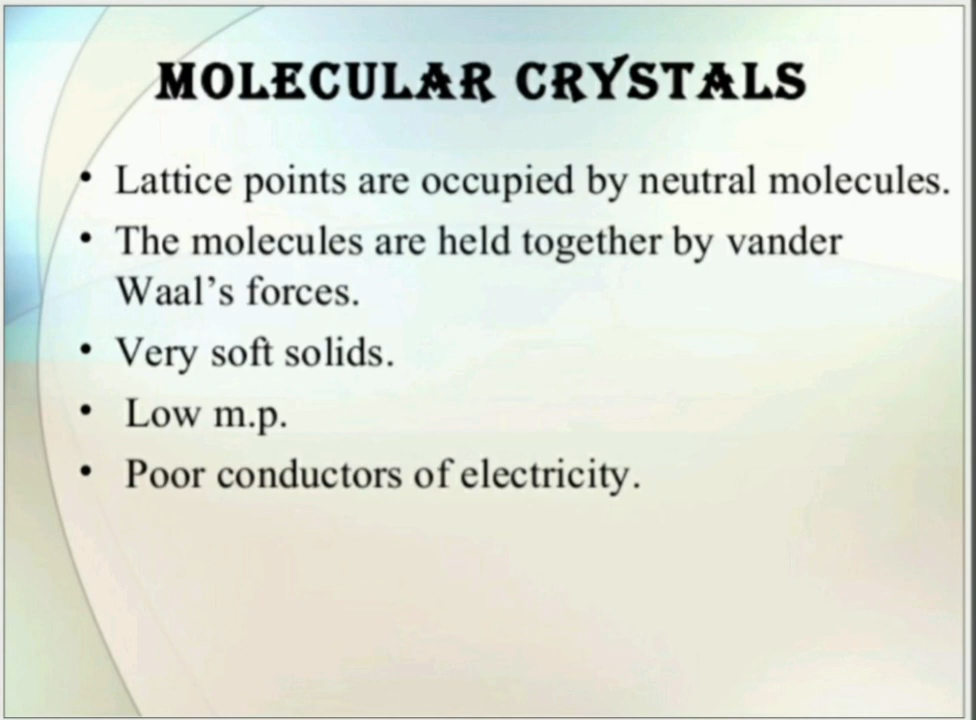 MOLECULAR CRYSTALS
• Lattice points are occupied by neutral molecules.
• The molecules are held together by vander
Waal’s forces.
• Very soft solids.
• Low m.p.
• Poor conductors of electricity.